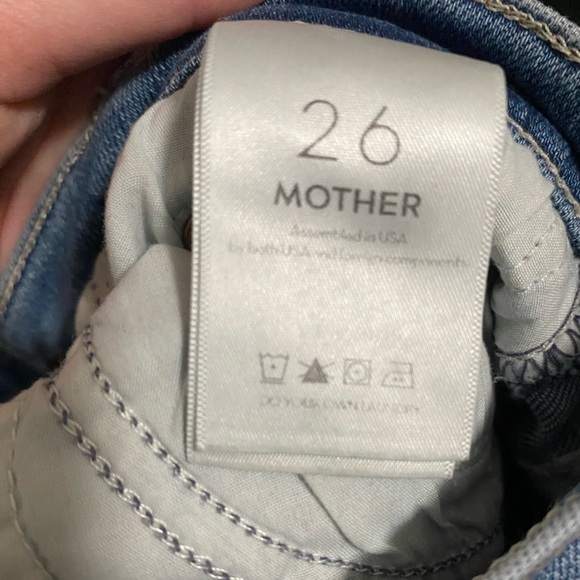 26
MOTHER
Assembled in USA
by both USA and foreign components.
DO YOUR OWN LAUNDRY